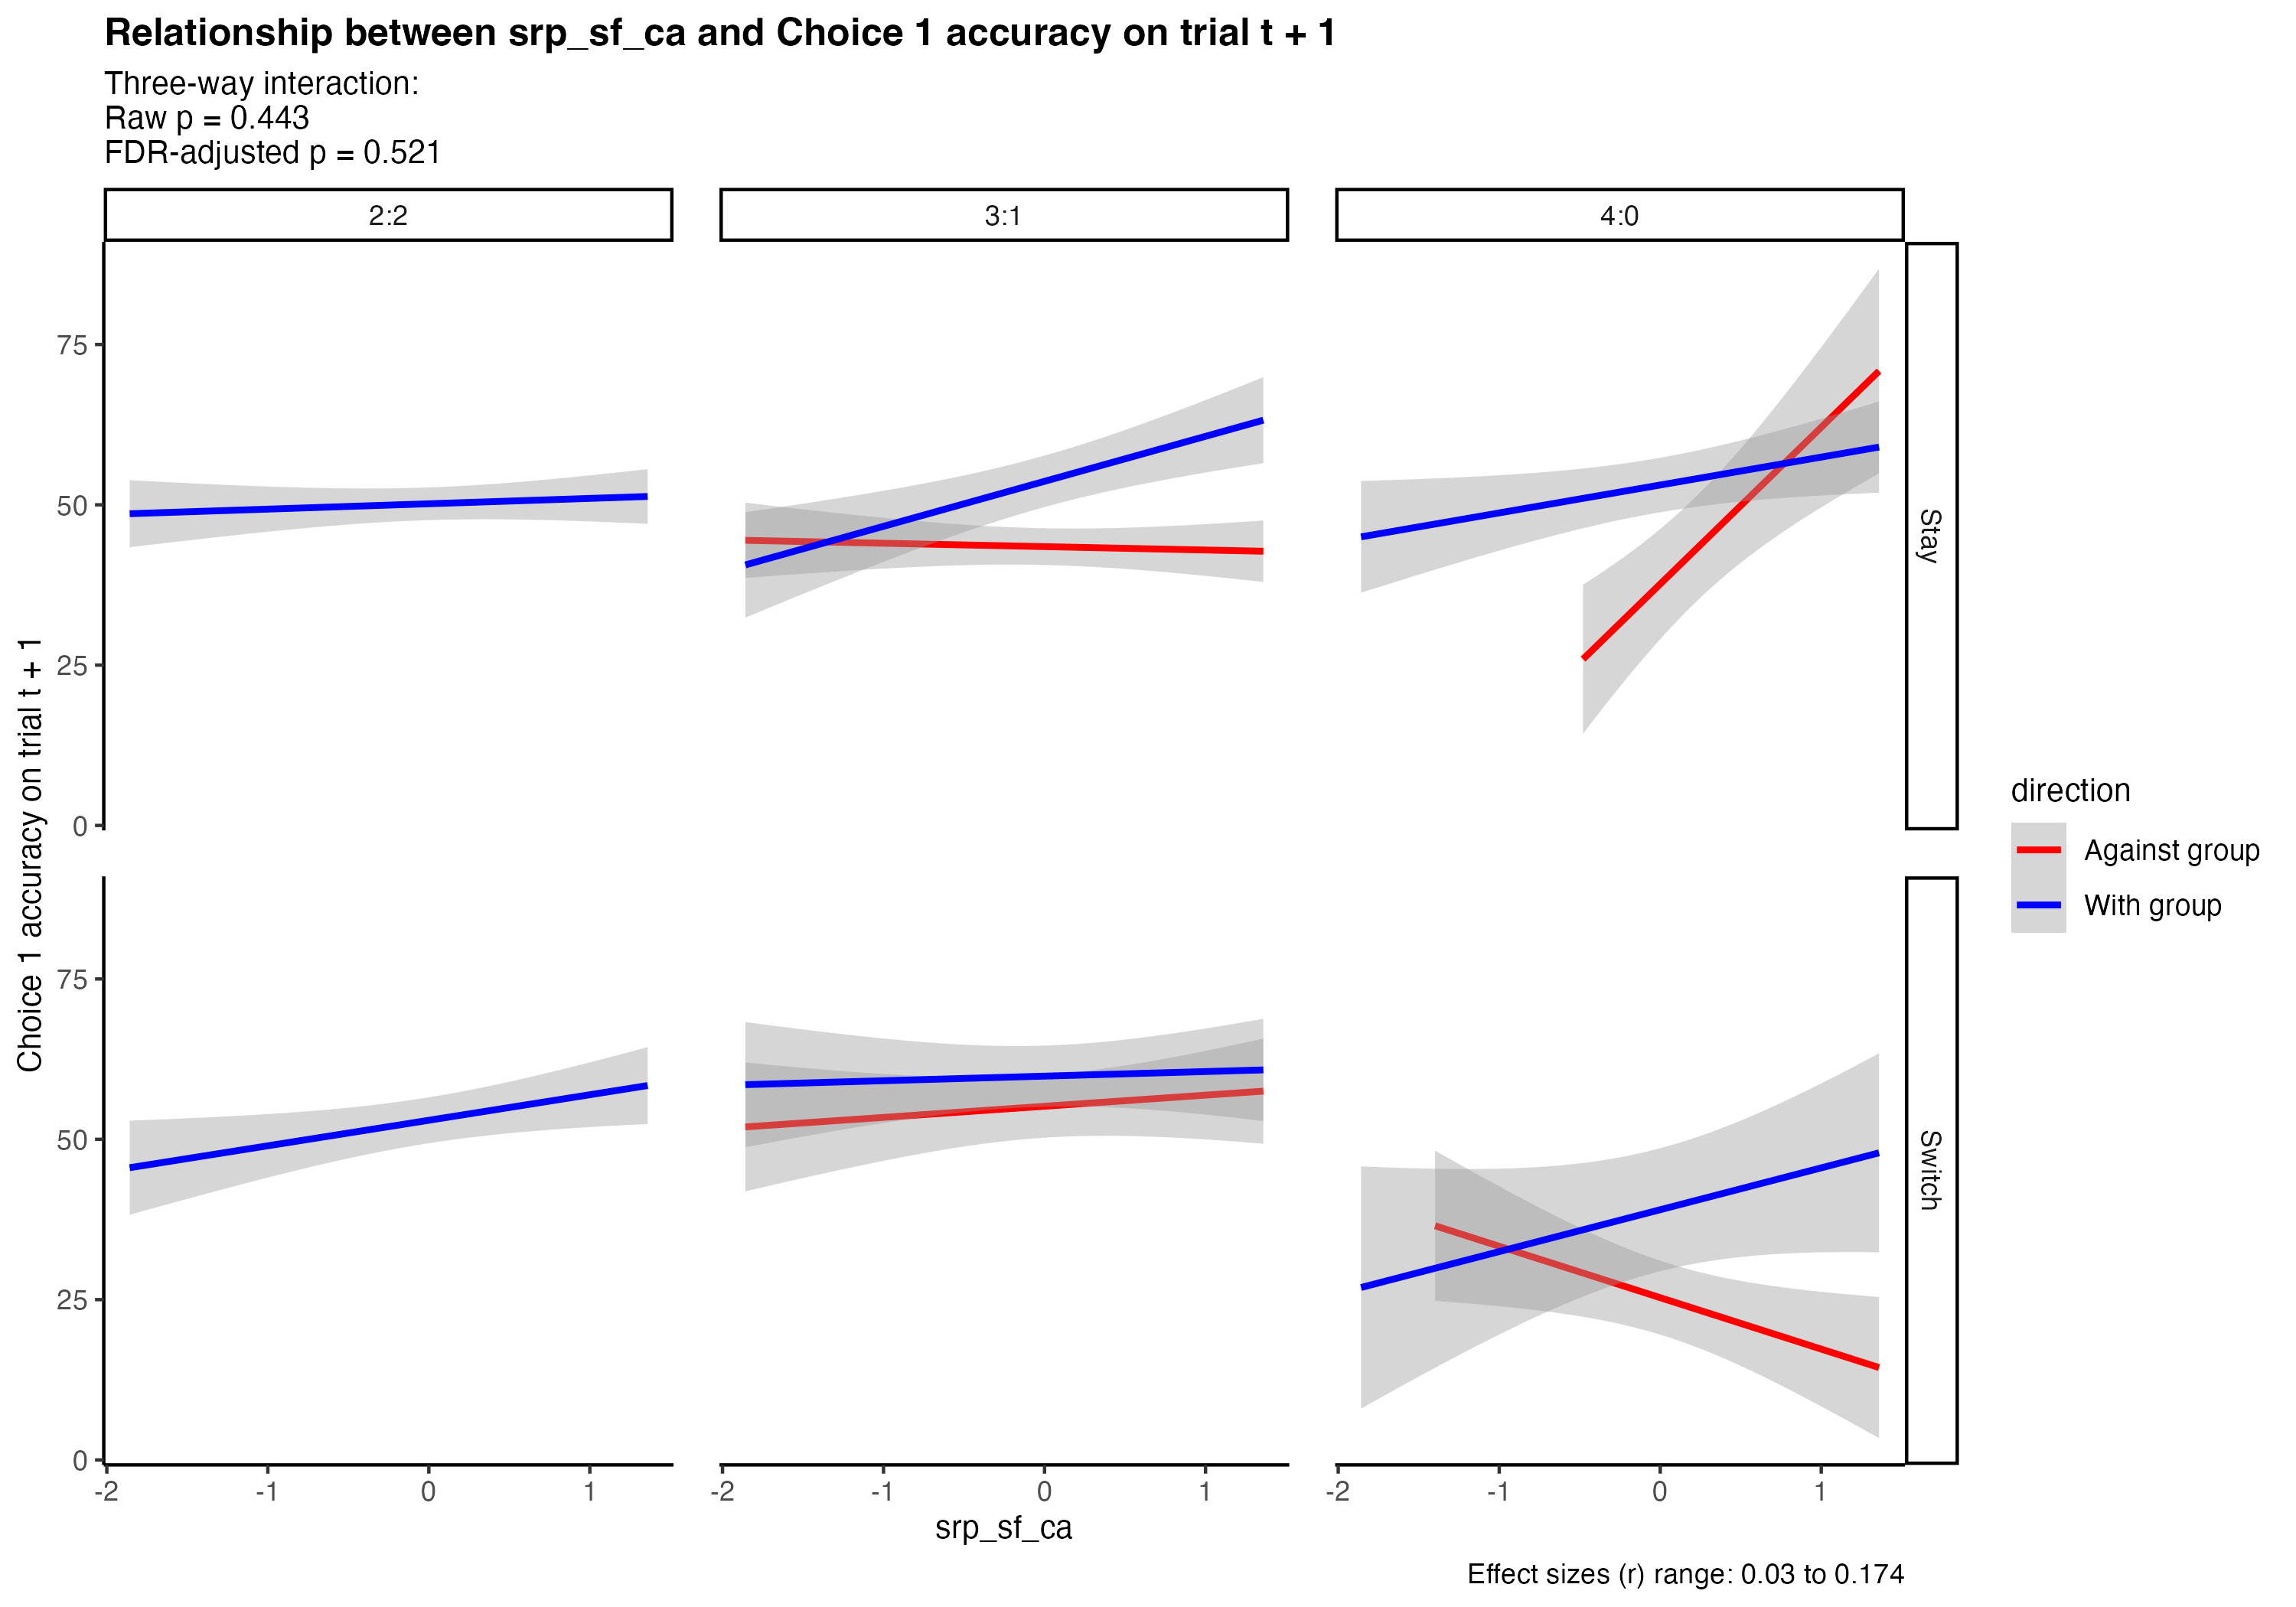 Relationship between srp_sf_ca and Choice 1 accuracy on trial t + 1
Three-way interaction:
Raw p = 0.443
FDR-adjusted p = 0.521
2:2
3:1
4:0
Choice 1 accuracy on trial t + 1
75
50
25
0
Stay
75
50
25
0
Switch
-2
-1
0
1
-2
-1
0
1
-2
-1
0
1
srp_sf_ca
direction
Against group
With group
Effect sizes (r) range: 0.03 to 0.174